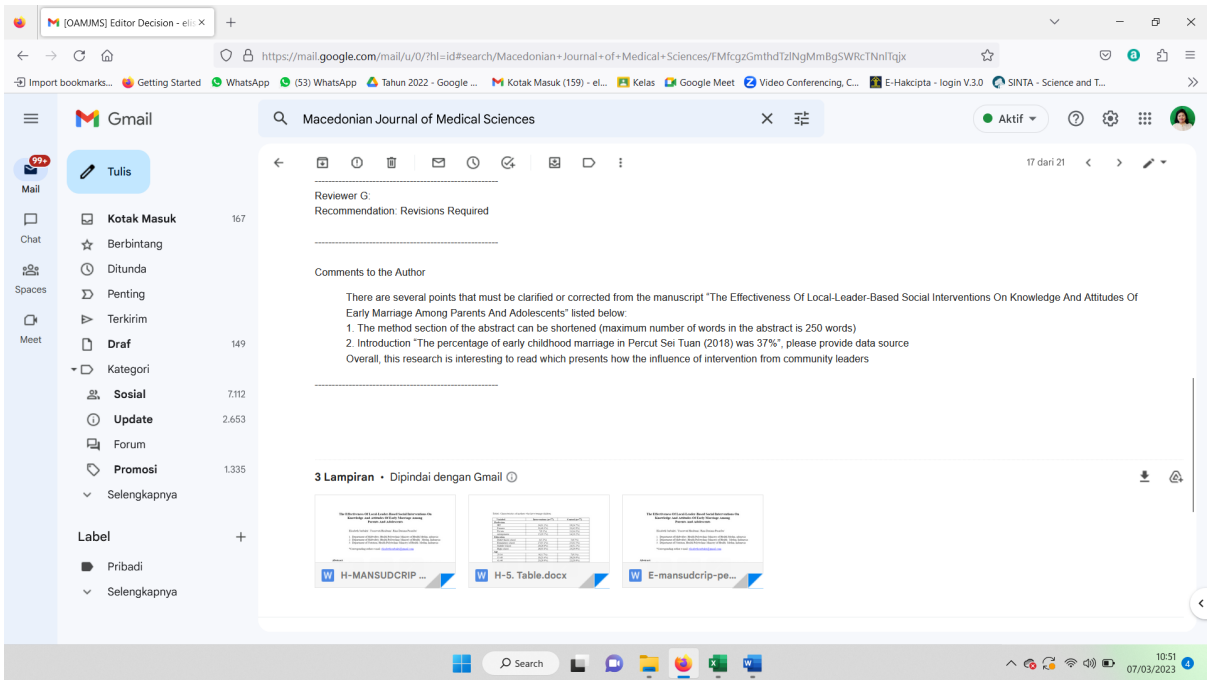 [OAMJMS] Editor Decision - elis
https://mail.google.com/mail/u/0/?hl=id#search/Macedonian+Journal+of+Medical+Sciences/FMfcgzGmthdTzlNgMmBgSWRcTNnlTqjx
Import bookmarks... Getting Started WhatsApp (53) WhatsApp Tahun 2022 - Google ... Kotak Masuk (159) - el... Kelas Google Meet Video Conferencing, C... E-Hakcipta - login V.3.0 SINTA - Science and T...
Gmail
Macedonian Journal of Medical Sciences
Aktif
99+
Mail
Chat
Spaces
Meet
Tulis
Kotak Masuk 167
Berbintang
Ditunda
Penting
Terkirim
Draf 149
Kategori
Sosial 7.112
Update 2.653
Forum
Promosi 1.335
Selengkapnya
Label
Pribadi
Selengkapnya
17 dari 21
Reviewer G:
Recommendation: Revisions Required
Comments to the Author
There are several points that must be clarified or corrected from the manuscript "The Effectiveness Of Local-Leader-Based Social Interventions On Knowledge And Attitudes Of
Early Marriage Among Parents And Adolescents" listed below:
1. The method section of the abstract can be shortened (maximum number of words in the abstract is 250 words)
2. Introduction "The percentage of early childhood marriage in Percut Sei Tuan (2018) was 37%", please provide data source
Overall, this research is interesting to read which presents how the influence of intervention from community leaders
3 Lampiran • Dipindai dengan Gmail
H-MANSUDCRIP ...
H-5. Table.docx
E-mansudcrip-pe...
Search
10:51
07/03/2023
4